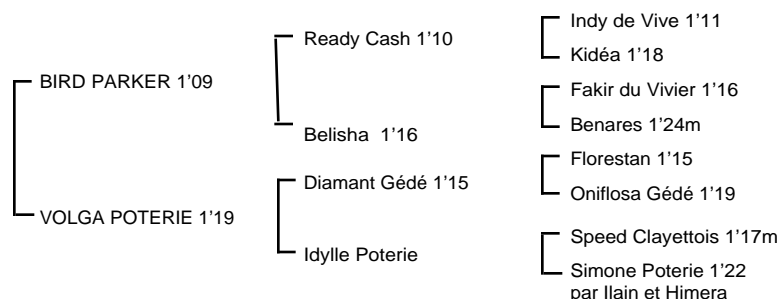 BIRD PARKER 1'09
VOLGA POTERIE 1'19
Ready Cash 1'10
Belisha 1'16
Diamant Gédé 1'15
Idylle Poterie
Indy de Vive 1'11
Kidéa 1'18
Fakir du Vivier 1'16
Benares 1'24m
Florestan 1'15
Oniflosa Gédé 1'19
Speed Clayettois 1'17m
Simone Poterie 1'22
par Ilain et Himera